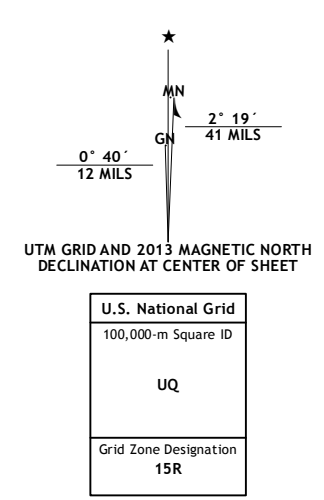 ★
MN
2° 19´
41 MILS
GN
0° 40´
12 MILS
UTM GRID AND 2013 MAGNETIC NORTH
DECLINATION AT CENTER OF SHEET
U.S. National Grid
100,000-m Square ID
UQ
Grid Zone Designation
15R